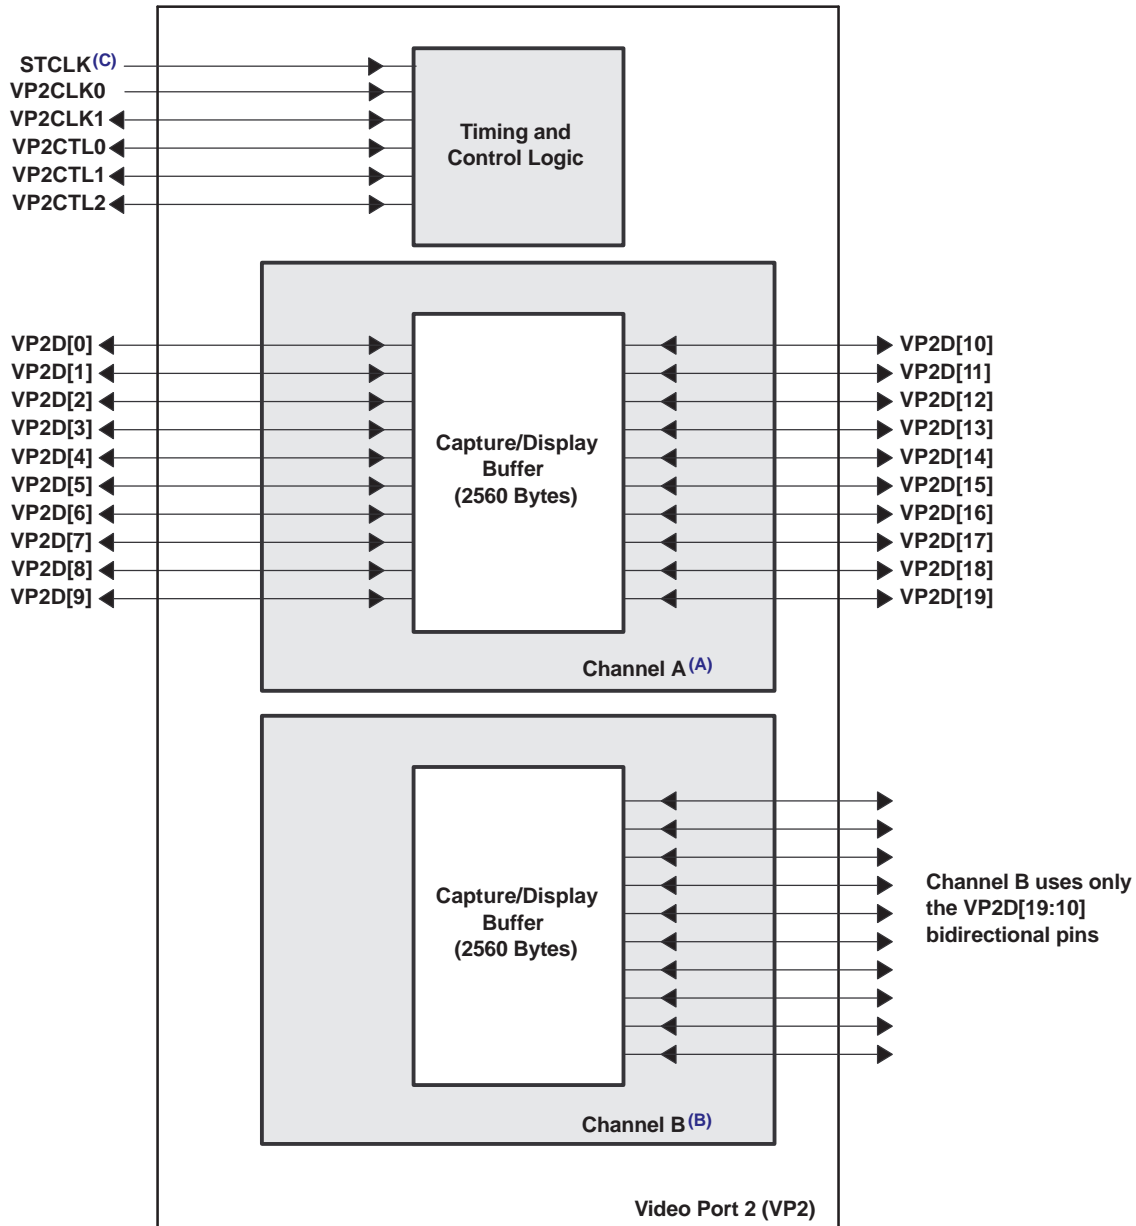 STCLK(C)
VP2CLK0
VP2CLK1
VP2CTL0
VP2CTL1
VP2CTL2
Timing and
Control Logic
VP2D[0]
VP2D[1]
VP2D[2]
VP2D[3]
VP2D[4]
VP2D[5]
VP2D[6]
VP2D[7]
VP2D[8]
VP2D[9]
Capture/Display
Buffer
(2560 Bytes)
VP2D[10]
VP2D[11]
VP2D[12]
VP2D[13]
VP2D[14]
VP2D[15]
VP2D[16]
VP2D[17]
VP2D[18]
VP2D[19]
Channel A(A)
Capture/Display
Buffer
(2560 Bytes)
Channel B uses only
the VP2D[19:10]
bidirectional pins
Channel B(B)
Video Port 2 (VP2)